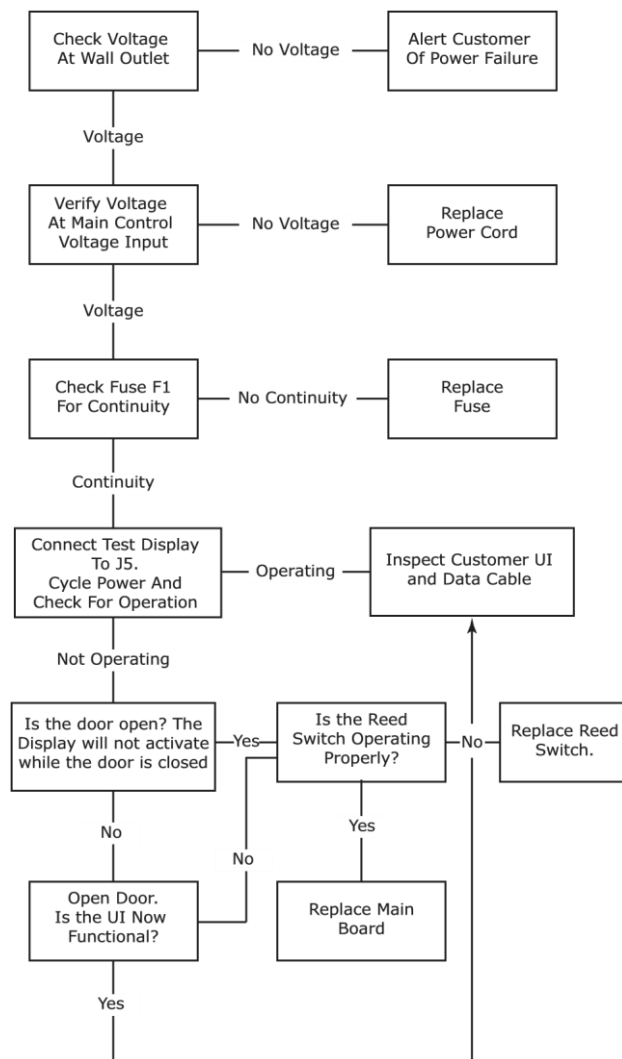 Check Voltage
At Wall Outlet
No Voltage
Alert Customer
Of Power Failure
Voltage
Verify Voltage
At Main Control
Voltage Input
No Voltage
Replace
Power Cord
Voltage
Check Fuse F1
For Continuity
No Continuity
Replace
Fuse
Continuity
Connect Test Display
To J5.
Cycle Power And
Check For Operation
Operating
Inspect Customer UI
and Data Cable
Not Operating
Is the door open? The
Display will not activate
while the door is closed
Yes
Is the Reed
Switch Operating
Properly?
No
Replace Reed
Switch.
No
No
Yes
Open Door.
Is the UI Now
Functional?
Replace Main
Board
Yes